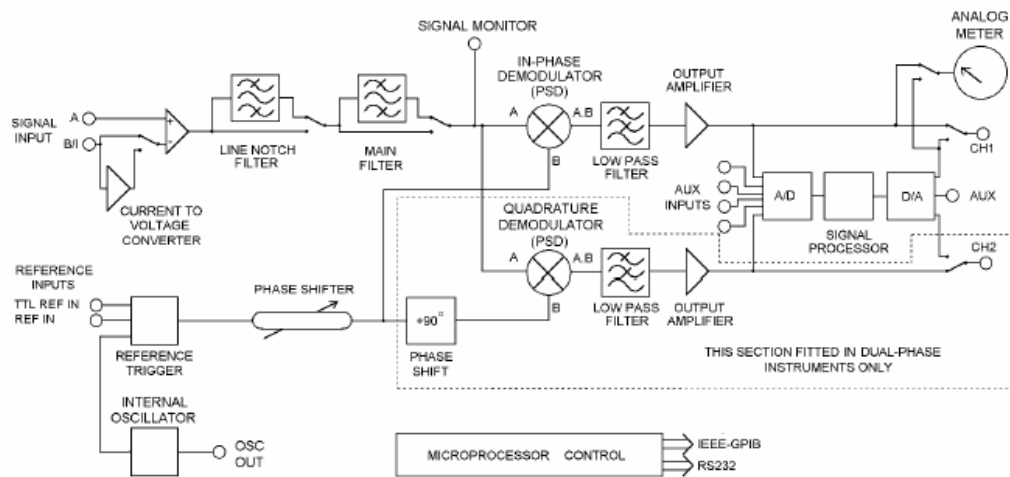 SIGNAL MONITOR
ANALOG
METER
IN-PHASE
DEMODULATOR
(PSD)
OUTPUT
AMPLIFIER
SIGNAL
INPUT
A
B/I
+
-
LINE NOTCH
FILTER
MAIN
FILTER
A
A.B
B
LOW PASS
FILTER
CH1
CURRENT TO
VOLTAGE
CONVERTER
AUX
INPUTS
A/D
D/A
AUX
SIGNAL
PROCESSOR
QUADRATURE
DEMODULATOR
(PSD)
A
A.B
B
LOW PASS
FILTER
OUTPUT
AMPLIFIER
CH2
REFERENCE
INPUTS
TTL REF IN
REF IN
REFERENCE
TRIGGER
PHASE SHIFTER
+90°
PHASE
SHIFT
THIS SECTION FITTED IN DUAL-PHASE
INSTRUMENTS ONLY
INTERNAL
OSCILLATOR
OSC
OUT
MICROPROCESSOR CONTROL
IEEE-GPIB
RS232